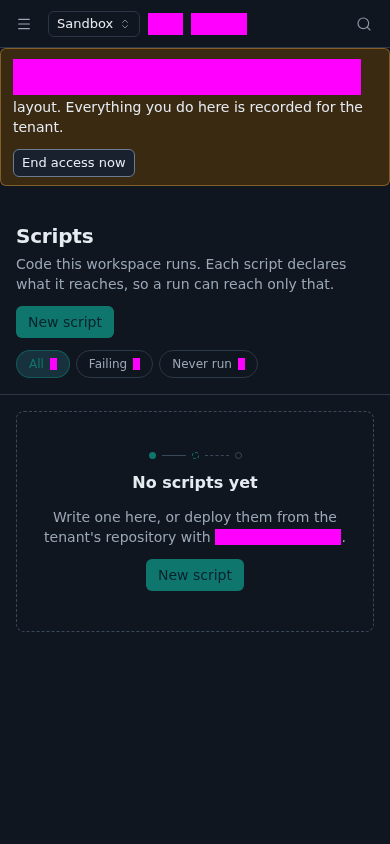 Sandbox
layout. Everything you do here is recorded for the
tenant.
End access now
Scripts
Code this workspace runs. Each script declares
what it reaches, so a run can reach only that.
New script
All
Failing
Never run
No scripts yet
Write one here, or deploy them from the
tenant's repository with .
New script